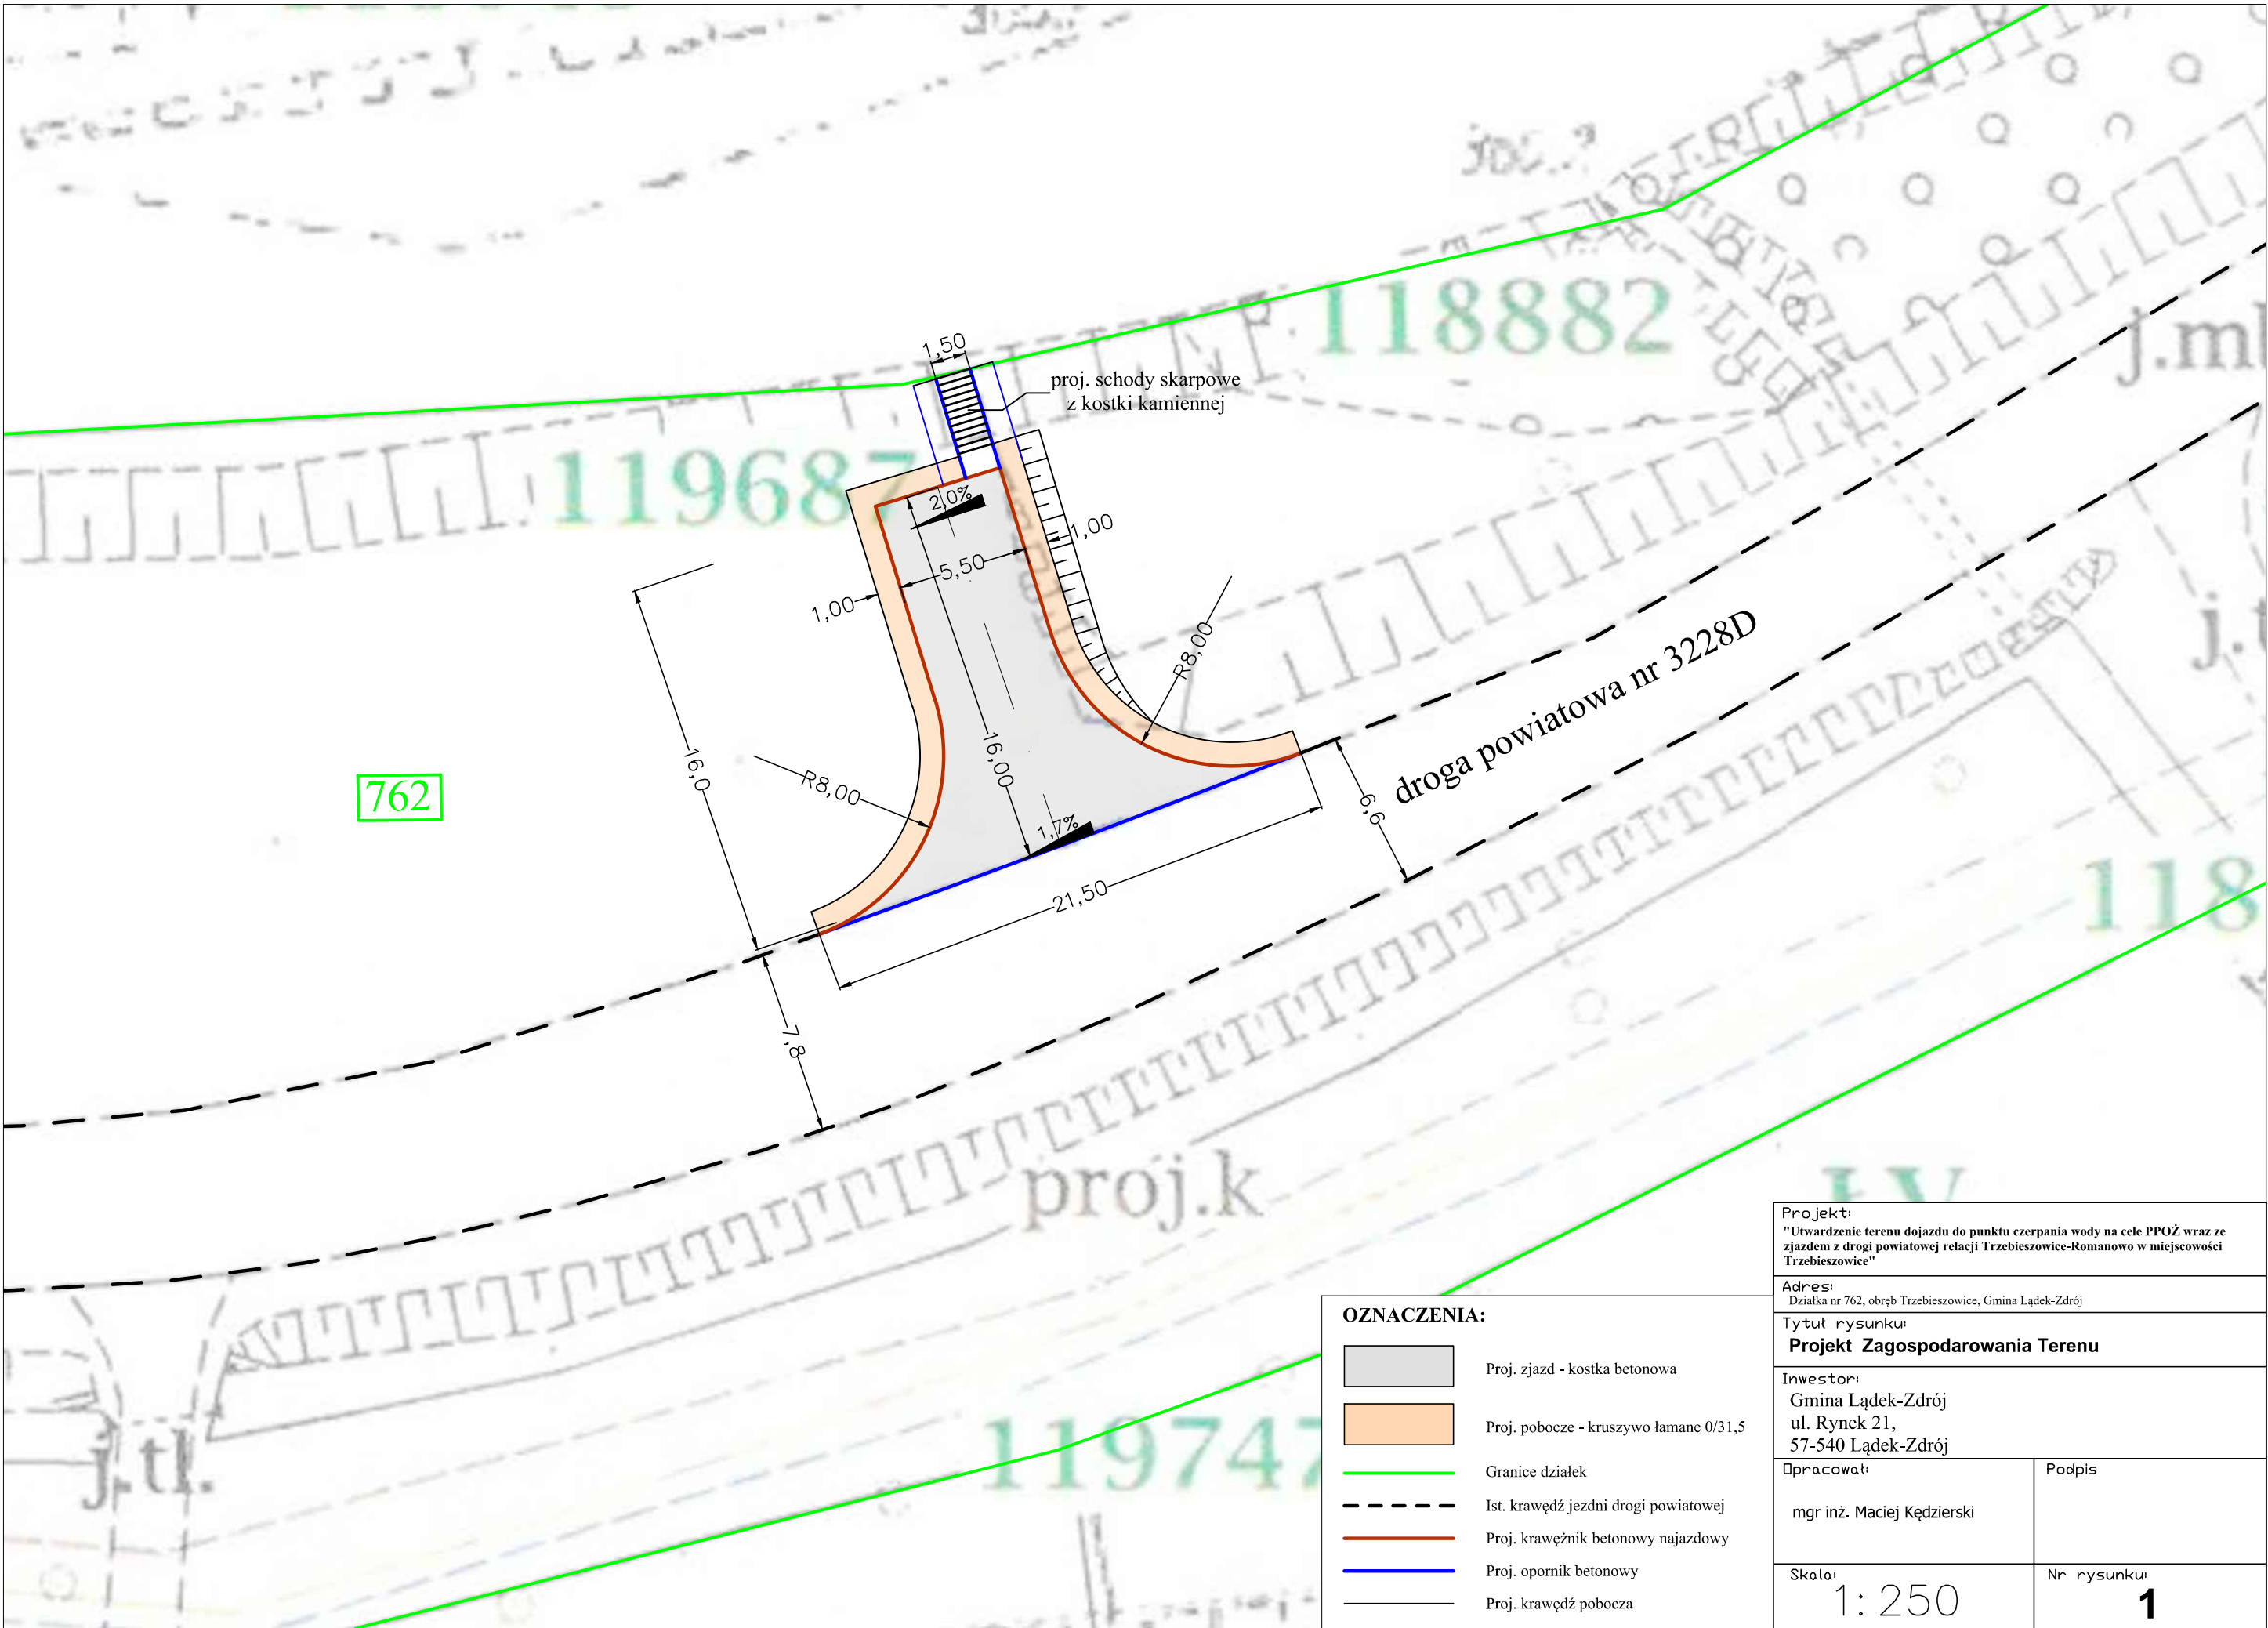 118882
j.ml
1,50
proj. schody skarpowe
z kostki kamiennej
119687
2,0%
1,00
5,50
1,00
R8,00
droga powiatowa nr 3228D
16,0
16,00
762
R8,00
6,6
1,7%
21,50
118
7,8
proj.k
j.tl.
119747
OZNACZENIA:
Proj. zjazd - kostka betonowa
Proj. pobocze - kruszywo łamane 0/31,5
Granice działek
Ist. krawędź jezdni drogi powiatowej
Proj. krawężnik betonowy najazdowy
Proj. opornik betonowy
Proj. krawędź pobocza
Projekt:
"Utwardzenie terenu dojazdu do punktu czerpania wody na cele PPOŻ wraz ze
zjazdem z drogi powiatowej relacji Trzebieszowice-Romanowo w miejscowości
Trzebieszowice"
Adres:
Działka nr 762, obręb Trzebieszowice, Gmina Lądek-Zdrój
Tytuł rysunku:
Projekt Zagospodarowania Terenu
Inwestor:
Gmina Lądek-Zdrój
ul. Rynek 21,
57-540 Lądek-Zdrój
Opracował:
Podpis
mgr inż. Maciej Kędzierski
Skala:
1:250
Nr rysunku:
1